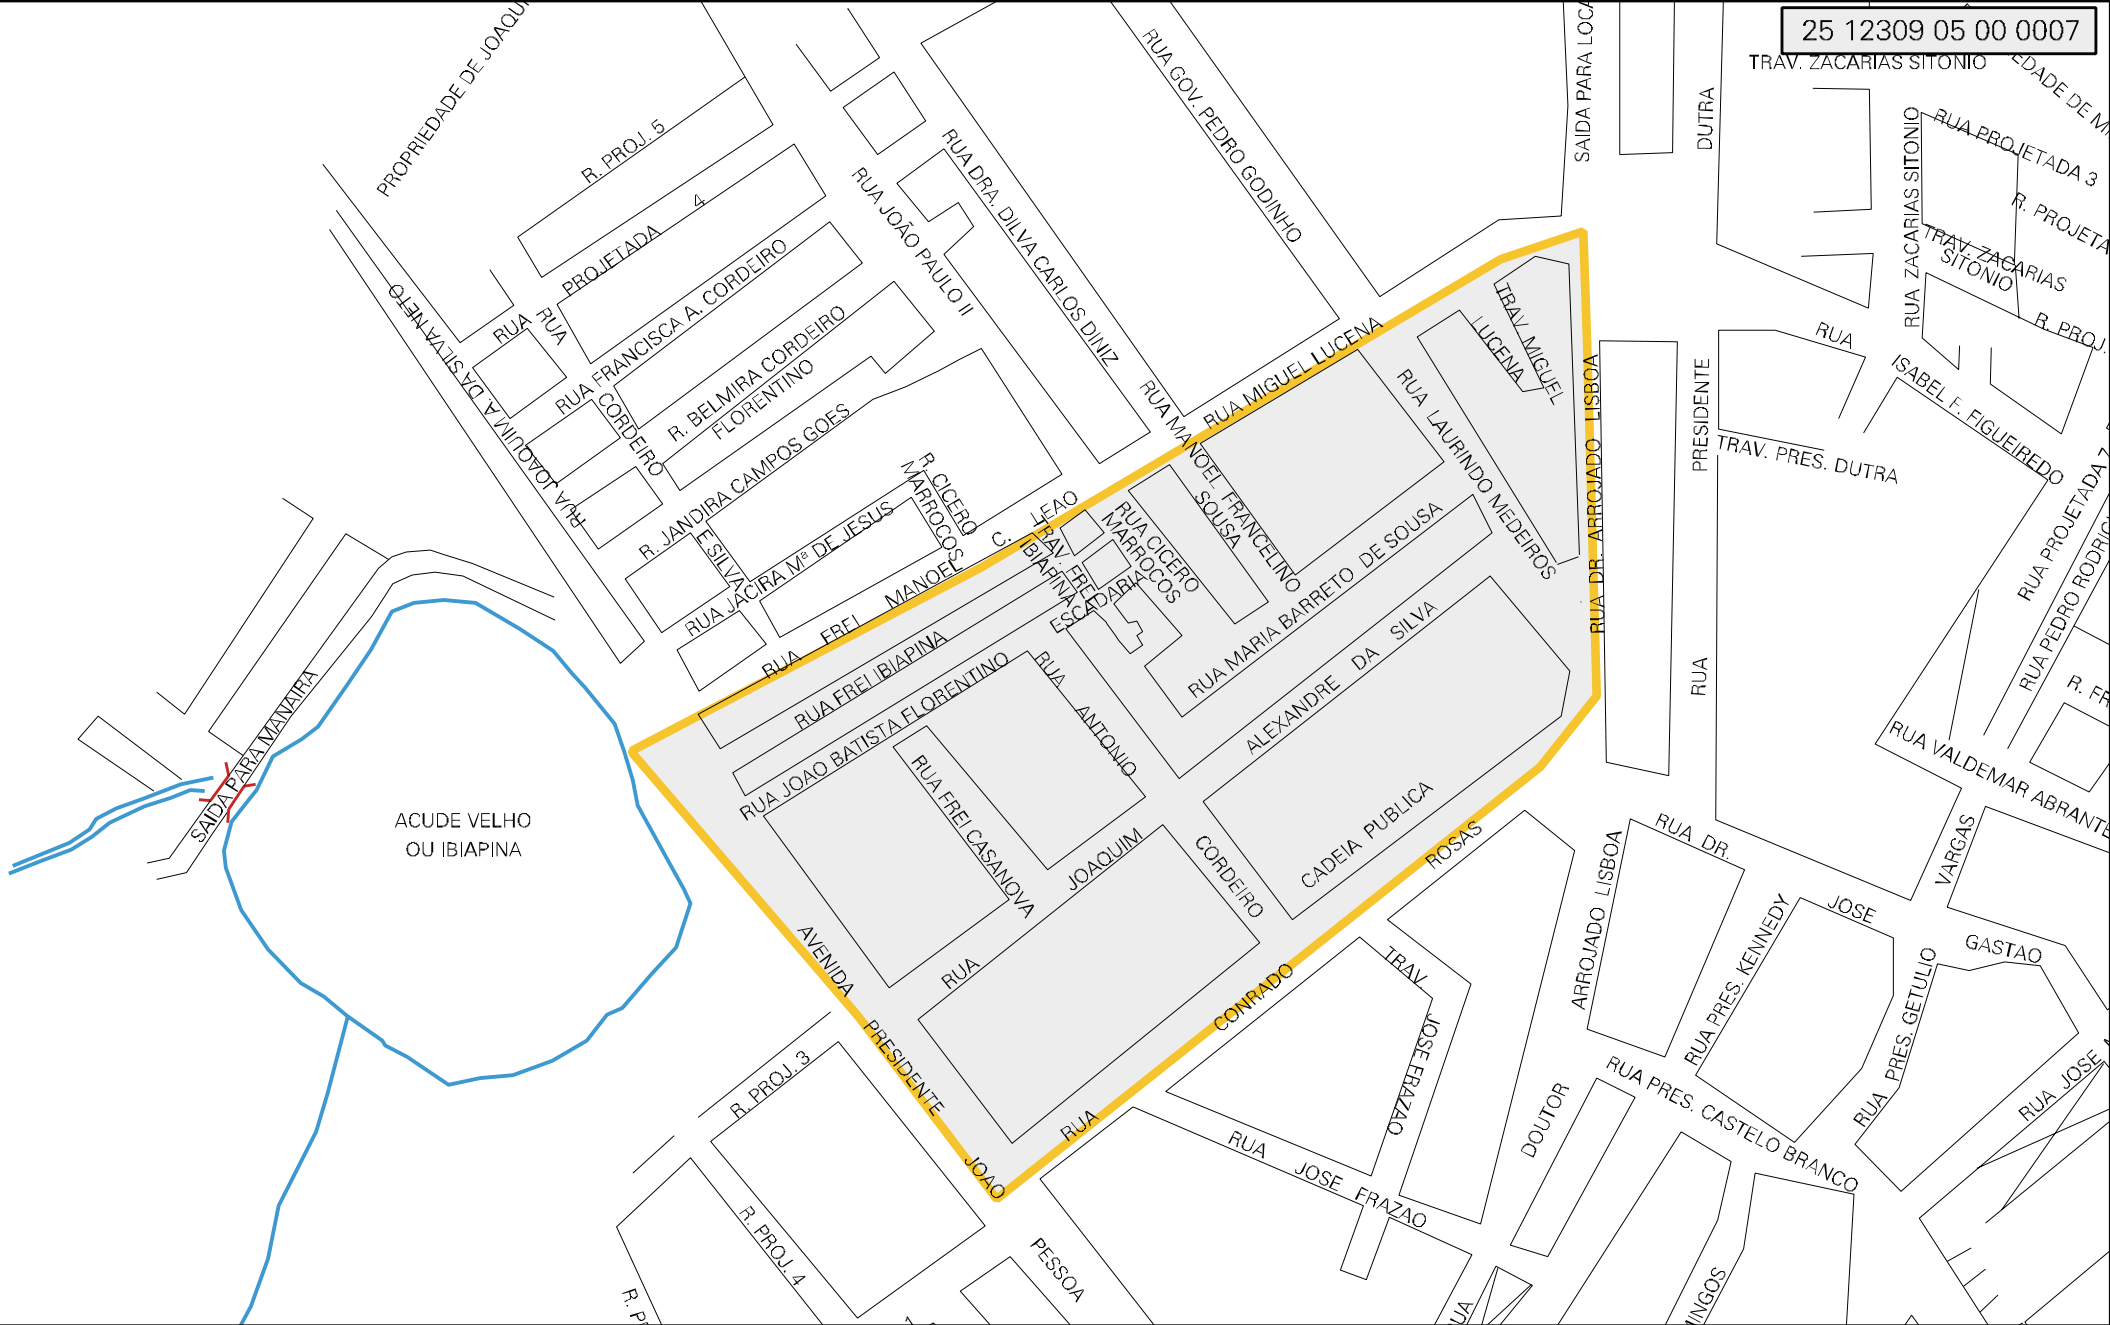 25 12309 05 00 0007
TRAV. ZACARIAS SITONIO
PROPRIEDADE DE JOAQUI
SAIDA PARA LOCA
DUTRA
RUA GOV. PEDRO GODINHO
RUA ZACARIAS SITONIO
RUA PROJETADA 3
R. PROJETA
TRAV. ZACARIAS
SITONIO
R. PROJ.
R. PROJ. 5
PROJETADA 4
RUA
RUA DRA. DILVA CARLOS DINIZ
RUA JOÃO PAULO II
RUA FRANCISCA A. CORDEIRO
RUA
CORDEIRO
R. BELMIRA CORDEIRO
FLORENTINO
RUA JOAQUIM A. DA SILVA NETO
R. JANDIRA CAMPOS GOES
E SILVA
RUA JACIRA Mª DE JESUS
R. CICERO
MARROCOS
RUA FREI MANOEL C. LEAO
RUA MIGUEL LUCENA
TRAV. MIGUEL
LUCENA
RUA LAURINDO MEDEIROS
RUA DR. ARROJADO LISBOA
RUA MANOEL FRANCELINO
SOUSA
RUA CICERO
MARROCOS
TRAV. FREI
IBIAPINA
ESCADARIA
RUA MARIA BARRETO DE SOUSA
RUA FREI IBIAPINA
RUA JOAO BATISTA FLORENTINO
RUA ANTONIO
CORDEIRO
ALEXANDRE DA SILVA
CADEIA PUBLICA
RUA FREI CASANOVA
RUA JOAQUIM
RUA CONRADO ROSAS
AVENIDA PRESIDENTE JOAO
PESSOA
SAIDA PARA MANAIRA
ACUDE VELHO
OU IBIAPINA
RUA PRESIDENTE
TRAV. PRES. DUTRA
RUA
ISABEL F. FIGUEIREDO
RUA PROJETADA
RUA PEDRO RODRIG
R. FR
RUA VALDEMAR ABRANTE
VARGAS
RUA DR.
JOSE
GASTAO
ARROJADO LISBOA
DOUTOR
RUA PRES. KENNEDY
RUA PRES. GETULIO
RUA JOSE
RUA PRES. CASTELO BRANCO
TRAV.
JOSE FRAZAO
RUA JOSE FRAZAO
R. PROJ. 3
R. PROJ. 4